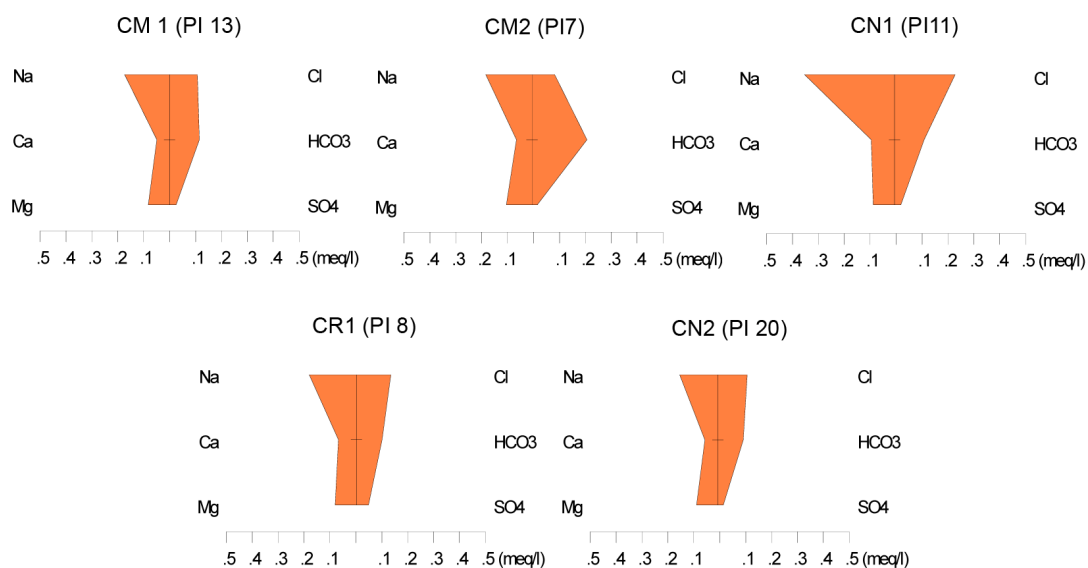 CM 1 (PI 13) CM2 (PI7) CN1 (PI11)
Na Cl Na Cl Na Cl
Ca HCO3 Ca HCO3 Ca HCO3
Mg SO4 Mg SO4 Mg SO4
.5 .4 .3 .2 .1 .1 .2 .3 .4 .5 (meq/l) .5 .4 .3 .2 .1 .1 .2 .3 .4 .5 (meq/l) .5 .4 .3 .2 .1 .1 .2 .3 .4 .5 (meq/l)
CR1 (PI 8) CN2 (PI 20)
Na Cl Na Cl
Ca HCO3 Ca HCO3
Mg SO4 Mg SO4
.5 .4 .3 .2 .1 .1 .2 .3 .4 .5 (meq/l) .5 .4 .3 .2 .1 .1 .2 .3 .4 .5 (meq/l)